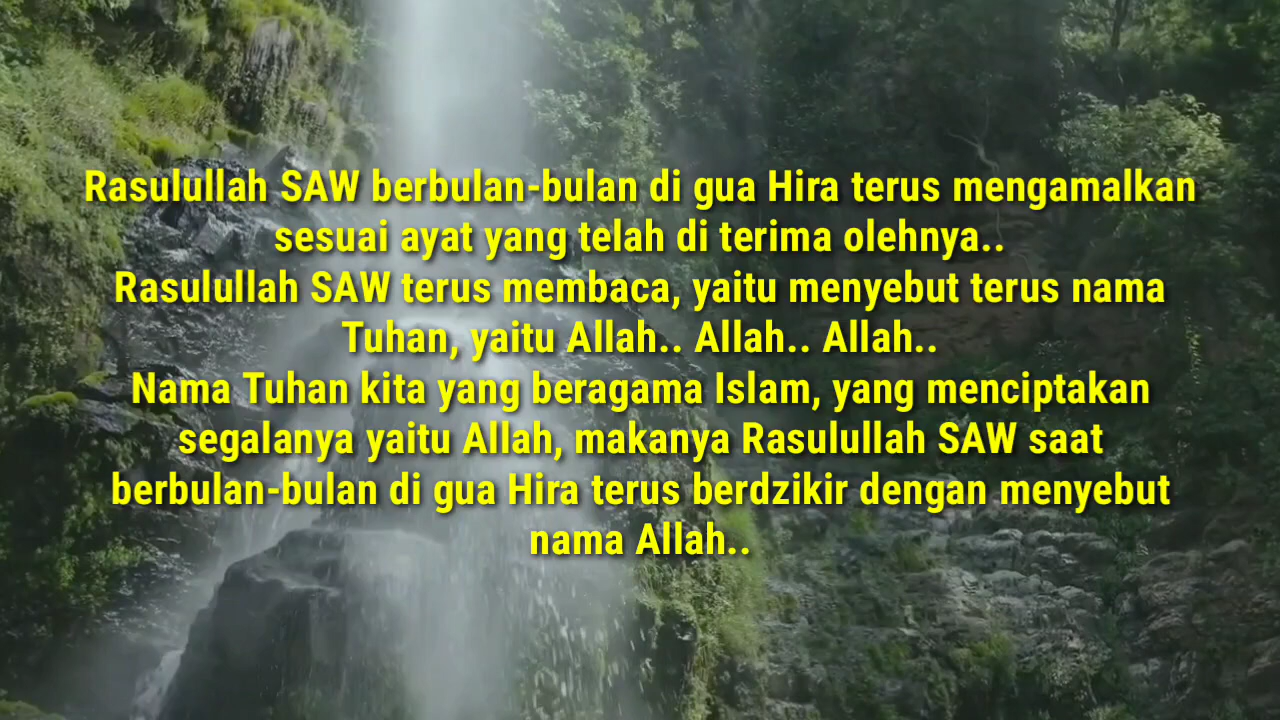 Rasulullah SAW berbulan-bulan di gua Hira terus mengamalkan
sesuai ayat yang telah di terima olehnya..
Rasulullah SAW terus membaca, yaitu menyebut terus nama
Tuhan, yaitu Allah.. Allah.. Allah..
Nama Tuhan kita yang beragama Islam, yang menciptakan
segalanya yaitu Allah, makanya Rasulullah SAW saat
berbulan-bulan di gua Hira terus berdzikir dengan menyebut
nama Allah..